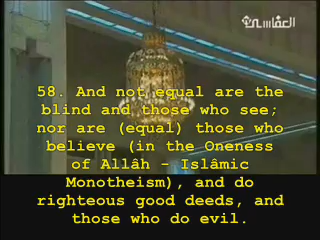 العفاسي
58. And not equal are the
blind and those who see;
nor are (equal) those who
believe (in the Oneness
of Allâh - Islâmic
Monotheism), and do
righteous good deeds, and
those who do evil.